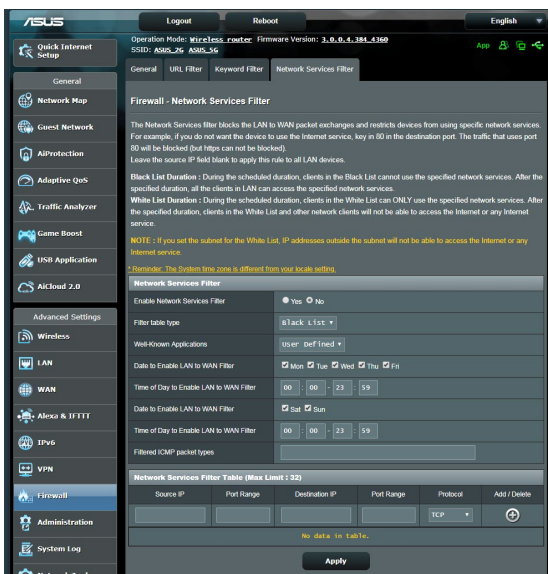 ASUS
Logout
Reboot
English
Operation Mode: Wireless router Firmware Version: 3.0.0.4.384_4360
SSID: ASUS_2G ASUS_5G
App
Quick Internet
Setup
General
Network Map
Guest Network
AiProtection
Adaptive QoS
Traffic Analyzer
Game Boost
USB Application
AiCloud 2.0
Advanced Settings
Wireless
LAN
WAN
Alexa & IFTTT
IPv6
VPN
Firewall
Administration
System Log
General
URL Filter
Keyword Filter
Network Services Filter
Firewall - Network Services Filter
The Network Services filter blocks the LAN to WAN packet exchanges and restricts devices from using specific network services.
For example, if you do not want the device to use the Internet service, key in 80 in the destination port. The traffic that uses port
80 will be blocked (but https can not be blocked).
Leave the source IP field blank to apply this rule to all LAN devices.
Black List Duration : During the scheduled duration, clients in the Black List cannot use the specified network services. After the
specified duration, all the clients in LAN can access the specified network services.
White List Duration : During the scheduled duration, clients in the White List can ONLY use the specified network services. After
the specified duration, clients in the White List and other network clients will not be able to access the Internet or any Internet
service.
NOTE : If you set the subnet for the White List, IP addresses outside the subnet will not be able to access the Internet or any
Internet service.
* Reminder: The System time zone is different from your locale setting.
Network Services Filter
Enable Network Services Filter
Yes No
Filter table type
Black List
Well-Known Applications
User Defined
Date to Enable LAN to WAN Filter
Mon Tue Wed Thu Fri
Time of Day to Enable LAN to WAN Filter
00 : 00 - 23 : 59
Date to Enable LAN to WAN Filter
Sat Sun
Time of Day to Enable LAN to WAN Filter
00 : 00 - 23 : 59
Filtered ICMP packet types
Network Services Filter Table (Max Limit : 32)
Source IP
Port Range
Destination IP
Port Range
Protocol
Add / Delete
TCP
No data in table.
Apply